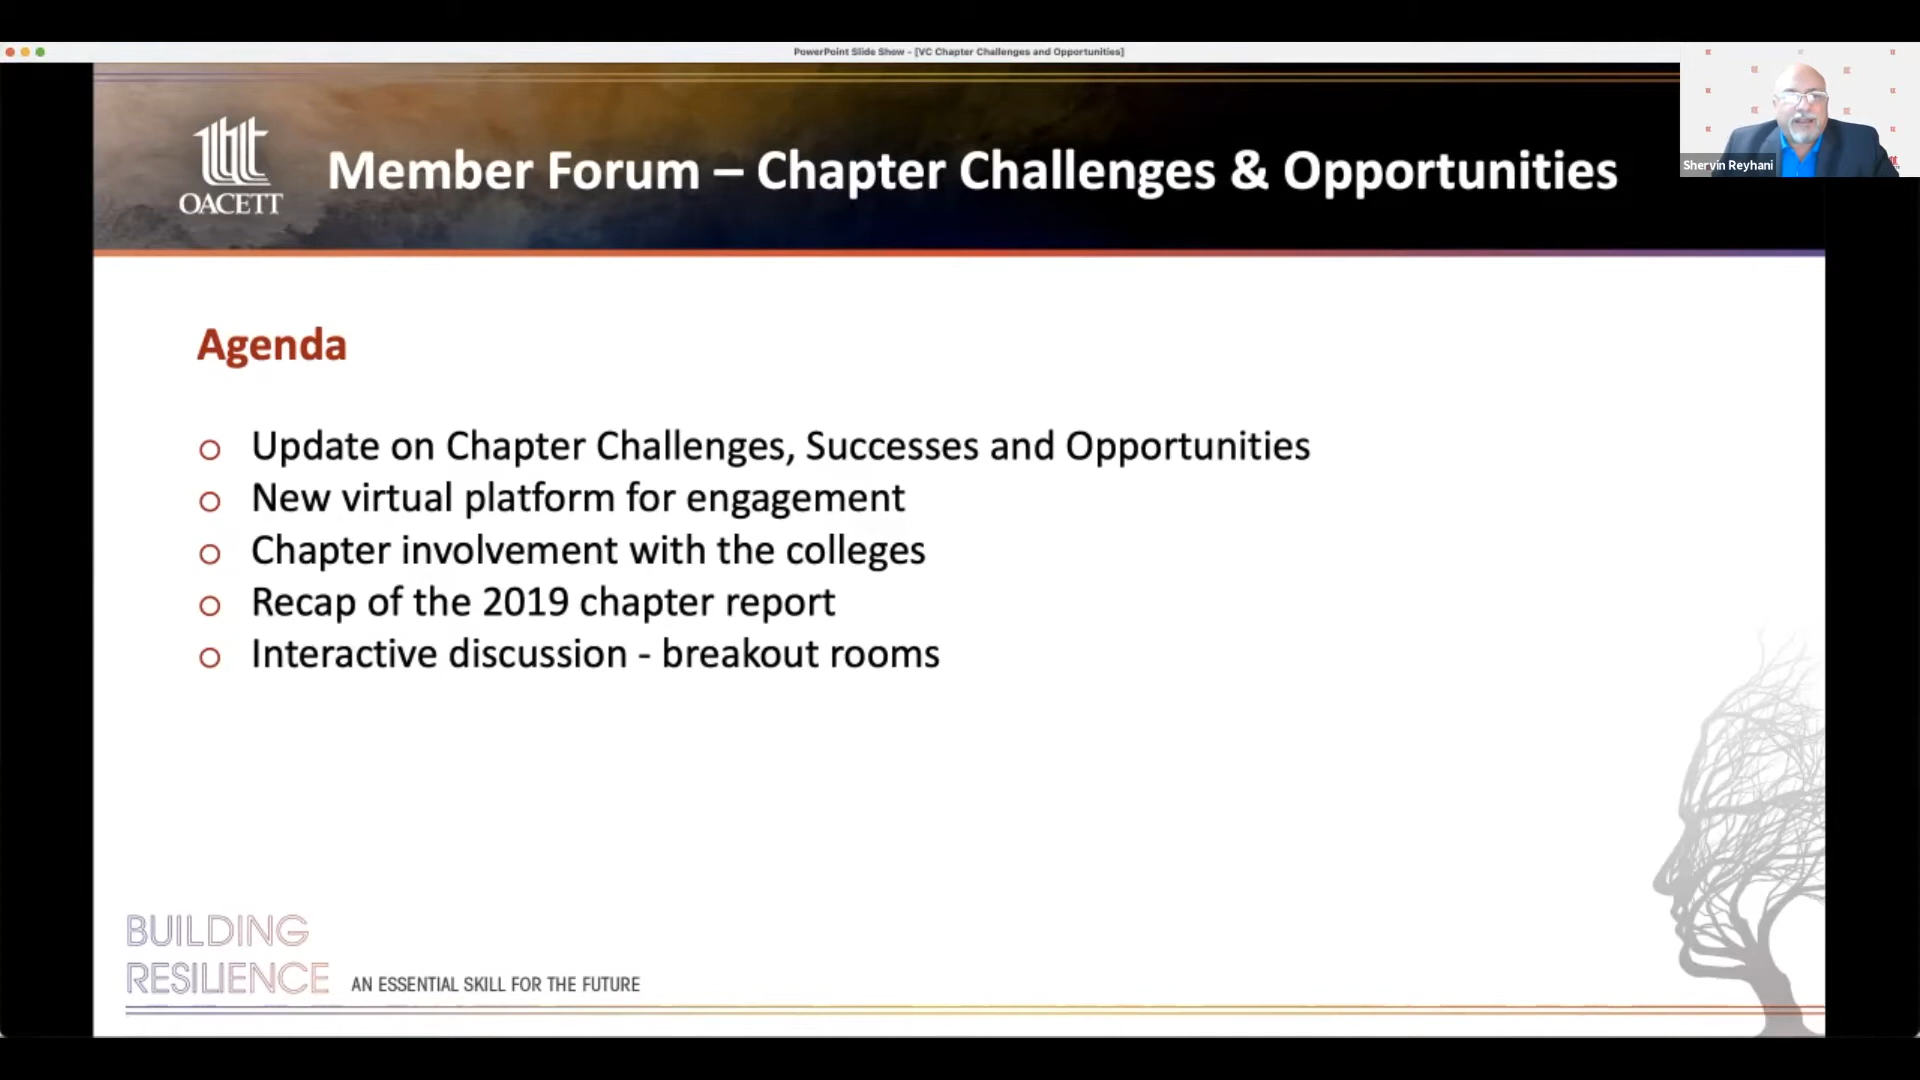 PowerPoint Slide Show - [VC Chapter Challenges and Opportunities]
OACETT
Member Forum – Chapter Challenges & Opportunities
Shervin Reyhani
Agenda
Update on Chapter Challenges, Successes and Opportunities
New virtual platform for engagement
Chapter involvement with the colleges
Recap of the 2019 chapter report
Interactive discussion - breakout rooms
BUILDING
RESILIENCE AN ESSENTIAL SKILL FOR THE FUTURE